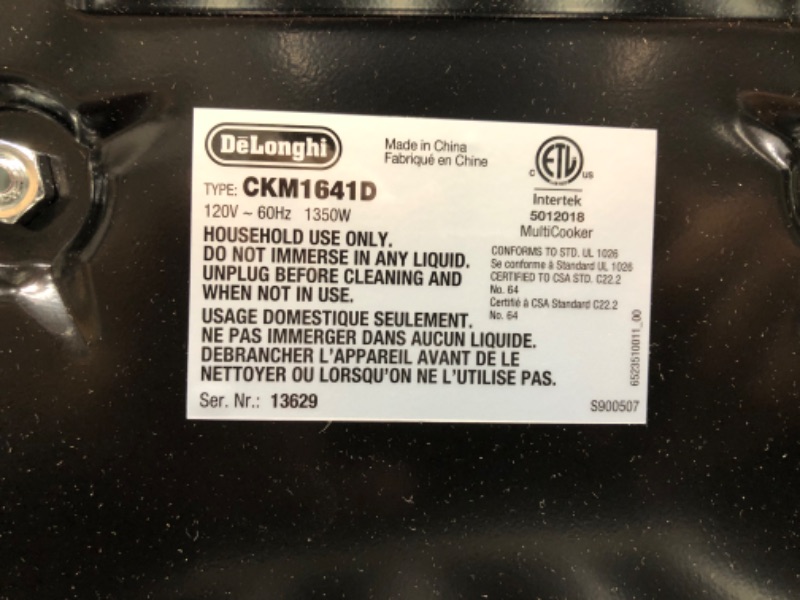 DeLonghi
Made in China
Fabriqué en Chine
TYPE: CKM1641D
120V ~ 60Hz 1350W
C ETL US
Intertek
5012018
MultiCooker
HOUSEHOLD USE ONLY.
DO NOT IMMERSE IN ANY LIQUID.
UNPLUG BEFORE CLEANING AND
WHEN NOT IN USE.
CONFORMS TO STD. UL 1026
Se conforme à Standard UL 1026
CERTIFIED TO CSA STD. C22.2
No. 64
Certifié à CSA Standard C22.2
No. 64
USAGE DOMESTIQUE SEULEMENT.
NE PAS IMMERGER DANS AUCUN LIQUIDE.
DEBRANCHER L'APPAREIL AVANT DE LE
NETTOYER OU LORSQU'ON NE L'UTILISE PAS.
Ser. Nr.: 13629
S900507
6523510011_00